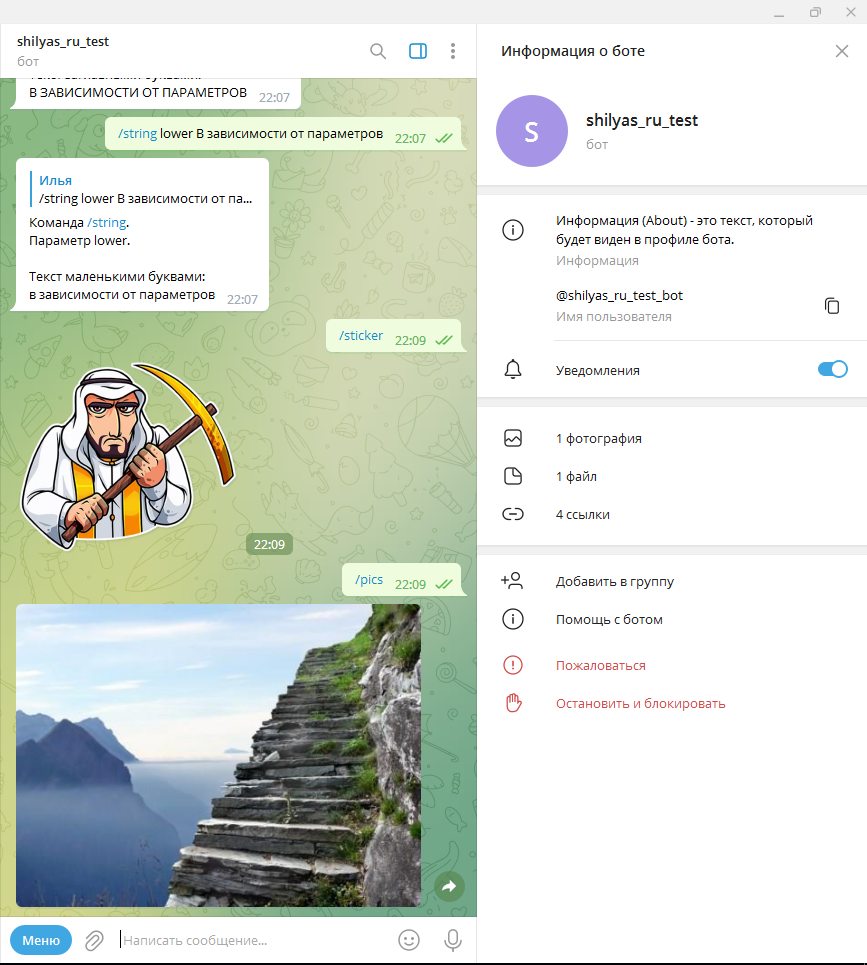 shilyas_ru_test
бот
В ЗАВИСИМОСТИ ОТ ПАРАМЕТРОВ 22:07
/string lower В зависимости от параметров 22:07
Илья
/string lower В зависимости от па...
Команда /string.
Параметр lower.
Текст маленькими буквами:
в зависимости от параметров 22:07
/sticker 22:09
22:09
/pics 22:09
Меню
Написать сообщение...
Информация о боте
S
shilyas_ru_test
бот
Информация (About) - это текст, который
будет виден в профиле бота.
Информация
@shilyas_ru_test_bot
Имя пользователя
Уведомления
1 фотография
1 файл
4 ссылки
Добавить в группу
Помощь с ботом
Пожаловаться
Остановить и блокировать